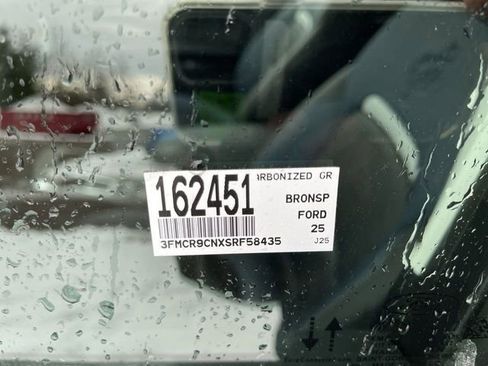 162451
3FMCR9CNXSRF58435
RBONIZED GR
BRONSP
FORD
25
J25